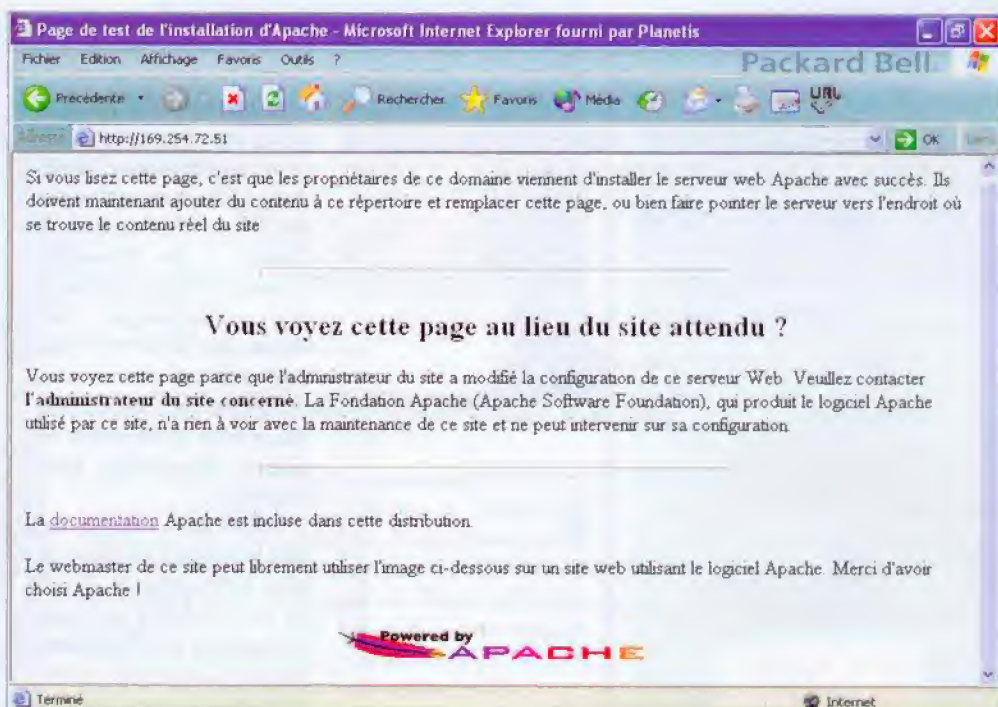 Page de test de l'installation d'Apache - Microsoft Internet Explorer fourni par Planetis
Fichier Edition Affichage Favoris Outils ?
Packard Bell
Précédente Rechercher Favoris Média URL
http://169.254.72.51 OK
Si vous lisez cette page, c'est que les propriétaires de ce domaine viennent d'installer le serveur web Apache avec succès. Ils
doivent maintenant ajouter du contenu à ce répertoire et remplacer cette page, ou bien faire pointer le serveur vers l'endroit où
se trouve le contenu réel du site
Vous voyez cette page au lieu du site attendu ?
Vous voyez cette page parce que l'administrateur du site a modifié la configuration de ce serveur Web. Veuillez contacter
l'administrateur du site concerné. La Fondation Apache (Apache Software Foundation), qui produit le logiciel Apache
utilisé par ce site, n'a rien à voir avec la maintenance de ce site et ne peut intervenir sur sa configuration
La documentation Apache est incluse dans cette distribution
Le webmaster de ce site peut librement utiliser l'image ci-dessous sur un site web utilisant le logiciel Apache. Merci d'avoir
choisi Apache !
Powered by
APACHE
Terminé Internet